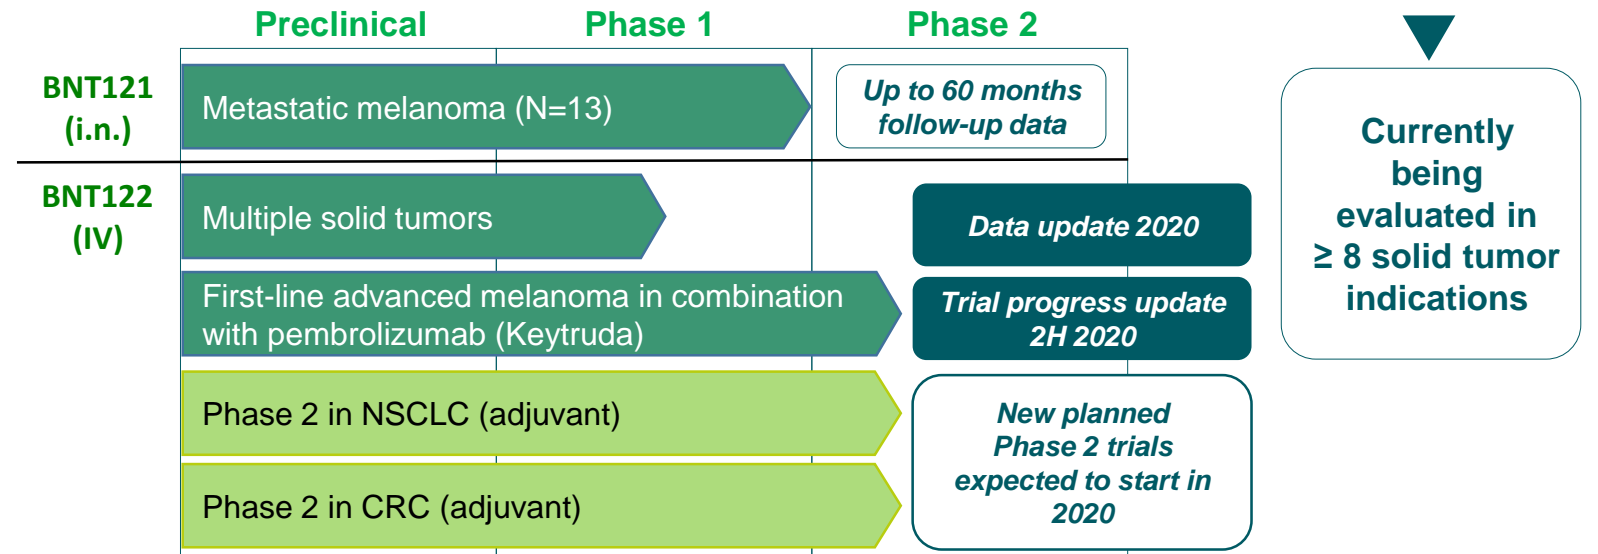 Preclinical
Phase 1
Phase 2
BNT121
(i.n.)
Metastatic melanoma (N=13)
Up to 60 months
follow-up data
BNT122
(IV)
Multiple solid tumors
Data update 2020
First-line advanced melanoma in combination
with pembrolizumab (Keytruda)
Trial progress update
2H 2020
Phase 2 in NSCLC (adjuvant)
Phase 2 in CRC (adjuvant)
New planned
Phase 2 trials
expected to start in
2020
Currently
being
evaluated in
≥ 8 solid tumor
indications